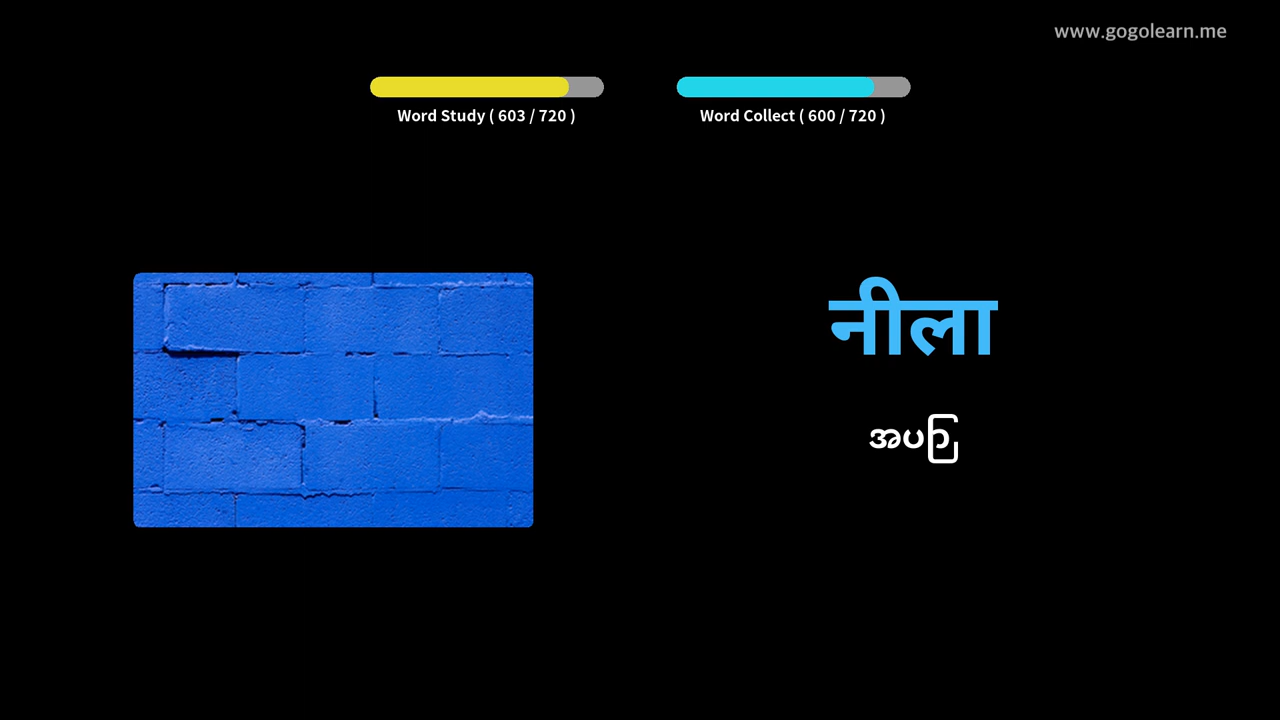 www.gogolearn.me
Word Study ( 603 / 720 )
Word Collect ( 600 / 720 )
नीला
အပြာ